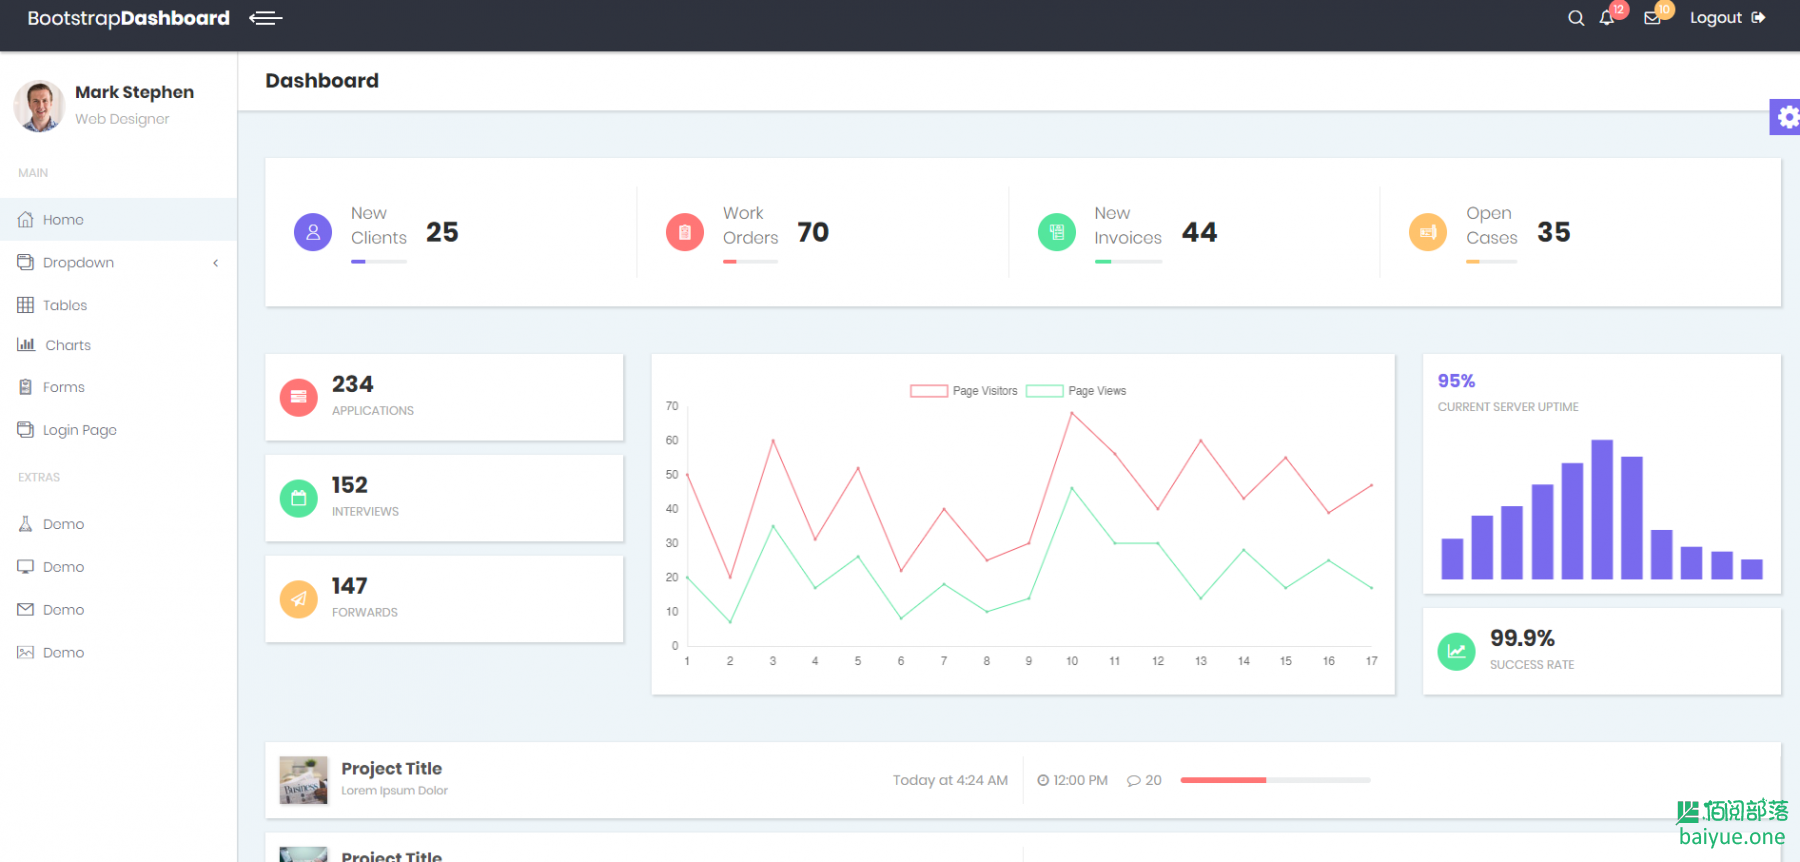 BootstrapDashboard
12
10
Logout
Mark Stephen
Web Designer
MAIN
Home
Dropdown
Tables
Charts
Forms
Login Page
EXTRAS
Demo
Demo
Demo
Demo
Dashboard
New
Clients
25
Work
Orders
70
New
Invoices
44
Open
Cases
35
234
APPLICATIONS
152
INTERVIEWS
147
FORWARDS
Page Visitors
Page Views
70
60
50
40
30
20
10
0
1 2 3 4 5 6 7 8 9 10 11 12 13 14 15 16 17
95%
CURRENT SERVER UPTIME
99.9%
SUCCESS RATE
Project Title
Lorem Ipsum Dolor
Today at 4:24 AM
12:00 PM
20
Business
Project Title
佰阅部落
baiyue.one